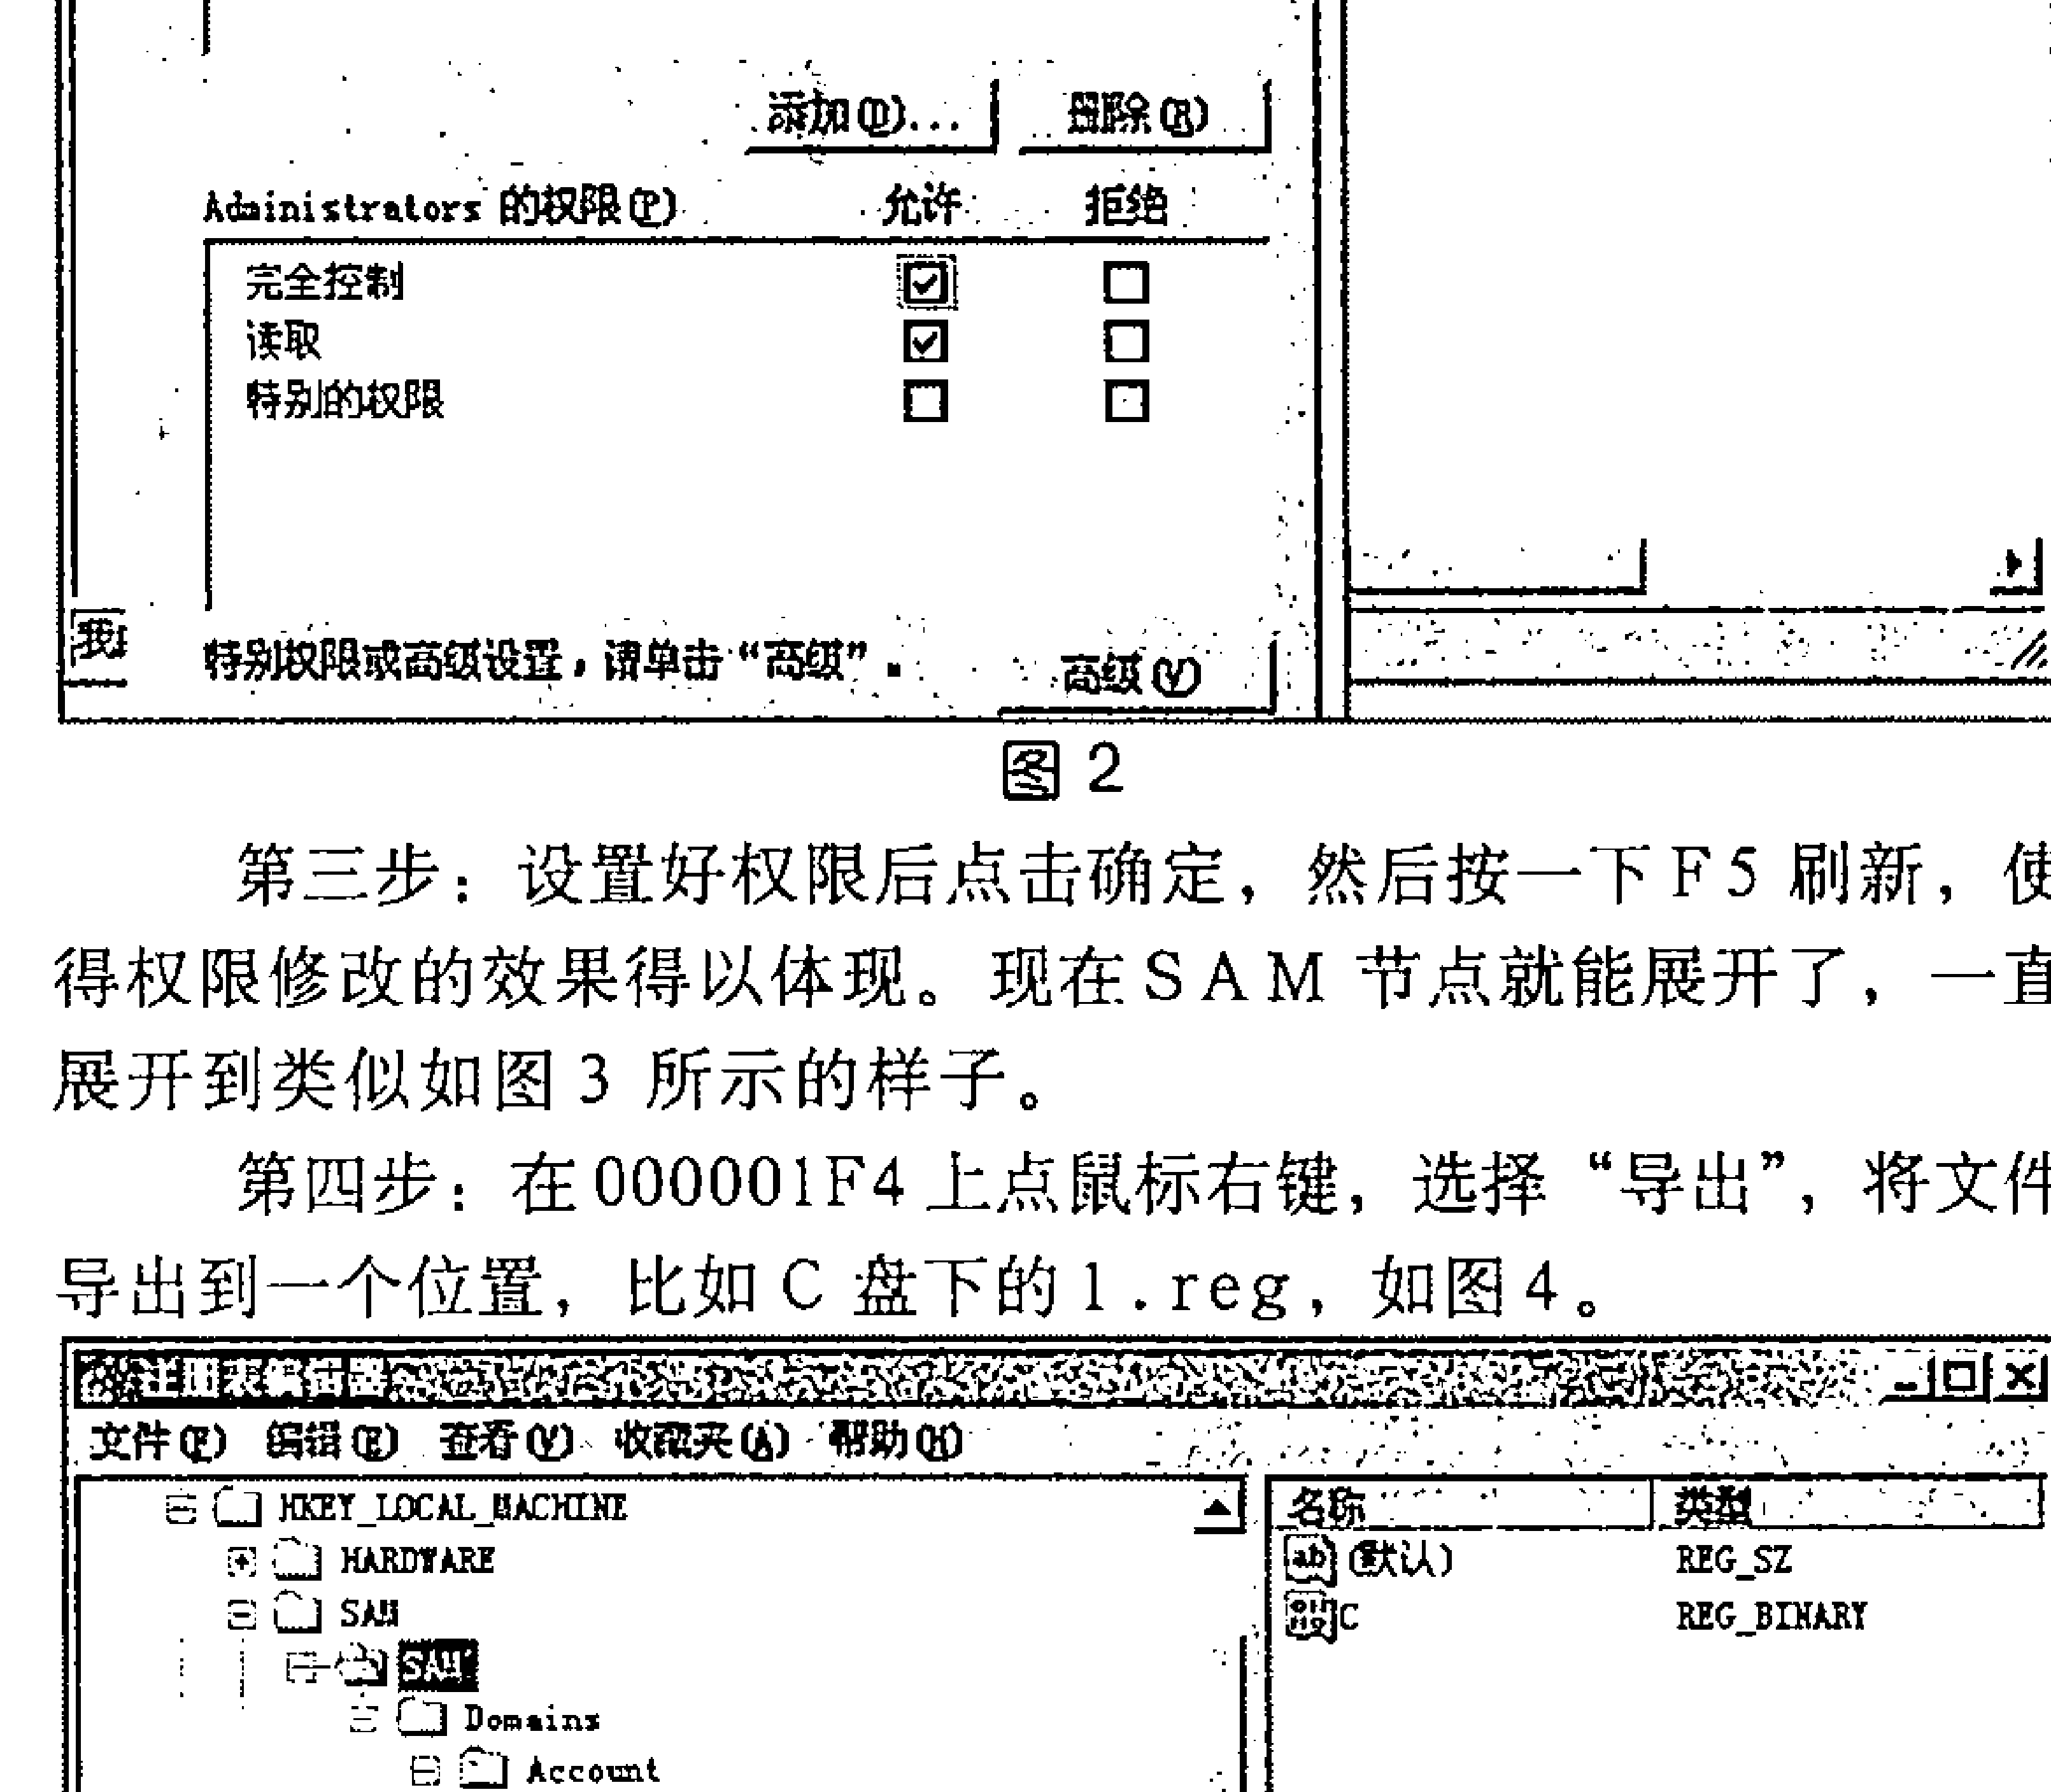 添加(D)... 删除(R)
Administrators 的权限(P) 允许 拒绝
完全控制
读取
特别的权限
我
特别权限或高级设置，请单击“高级”。 高级(V)
图 2
第三步：设置好权限后点击确定，然后按一下F5 刷新，使
得权限修改的效果得以体现。现在SAM 节点就能展开了，一直
展开到类似如图3 所示的样子。
第四步：在000001F4上点鼠标右键，选择“导出”，将文件
导出到一个位置，比如C 盘下的1.reg，如图4。
注册表编辑器
文件(F) 编辑(E) 查看(V) 收藏夹(A) 帮助(H)
HKEY_LOCAL_MACHINE 名称 类型
HARDWARE (默认) REG_SZ
SAM C REG_BINARY
SAM
Domains
Account